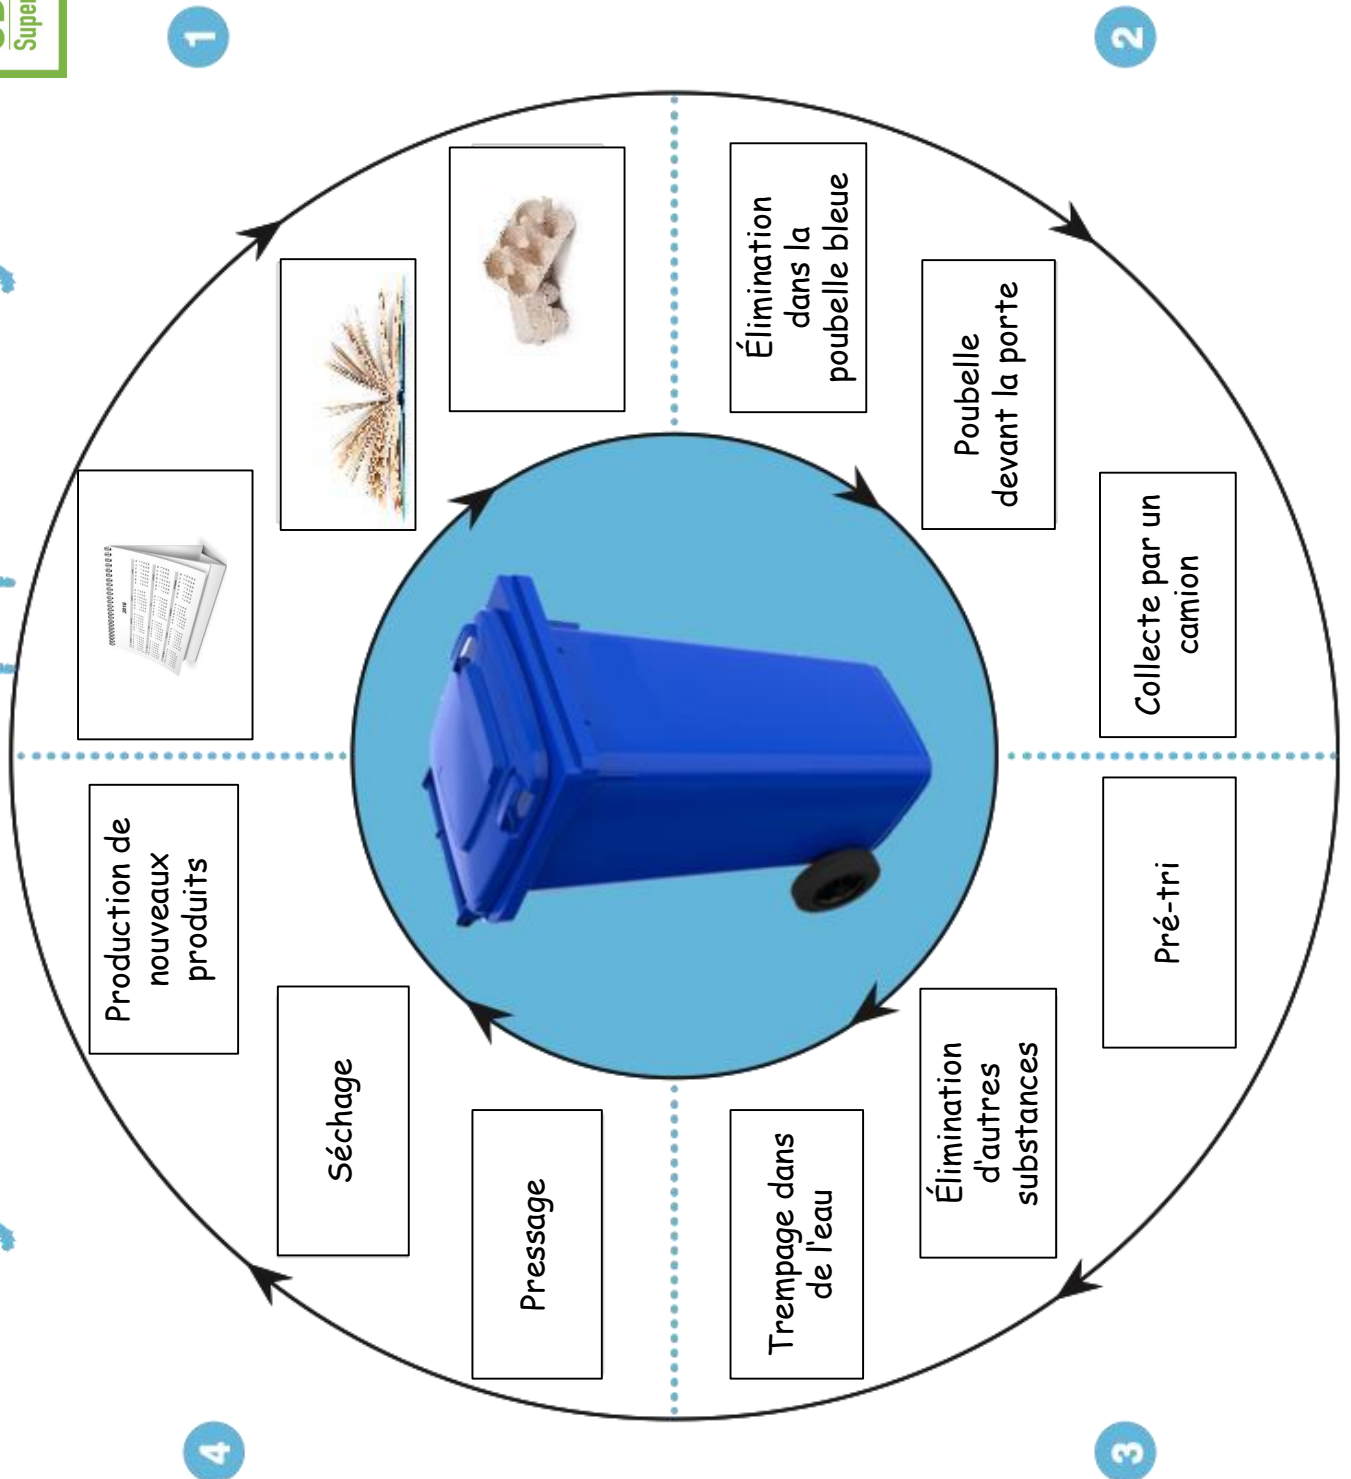 Super
1
2
Élimination
dans la
poubelle bleue
Poubelle
devant la porte
Collecte par un
camion
3
Pré-tri
Élimination
d'autres
substances
Trempage dans
de l'eau
4
Pressage
Séchage
Production de
nouveaux
produits